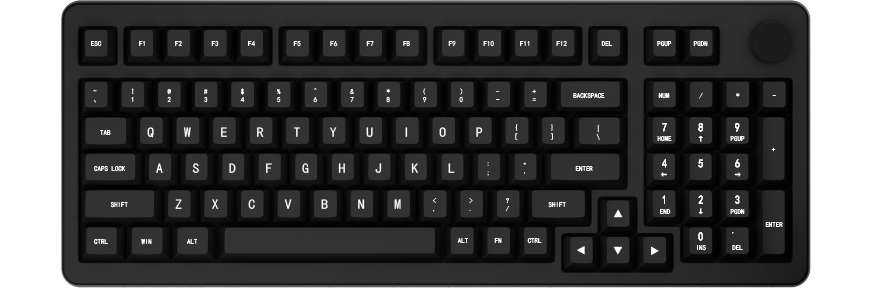 ESC F1 F2 F3 F4 F5 F6 F7 F8 F9 F10 F11 F12 DEL PGUP PGDN
~ ! @ # $ % ^ & * ( ) _ +
` 1 2 3 4 5 6 7 8 9 0 - = BACKSPACE NUM / * -
TAB Q W E R T Y U I O P { } | 7 8 9
[ ] \ HOME ↑ PGUP
+
CAPS LOCK A S D F G H J K L : " ENTER 4 5 6
; ' ← →
SHIFT Z X C V B N M < > ? SHIFT ▲ 1 2 3
, . / END ↓ PGDN
CTRL WIN ALT ALT FN CTRL ◀ ▼ ▶ 0 . ENTER
INS DEL